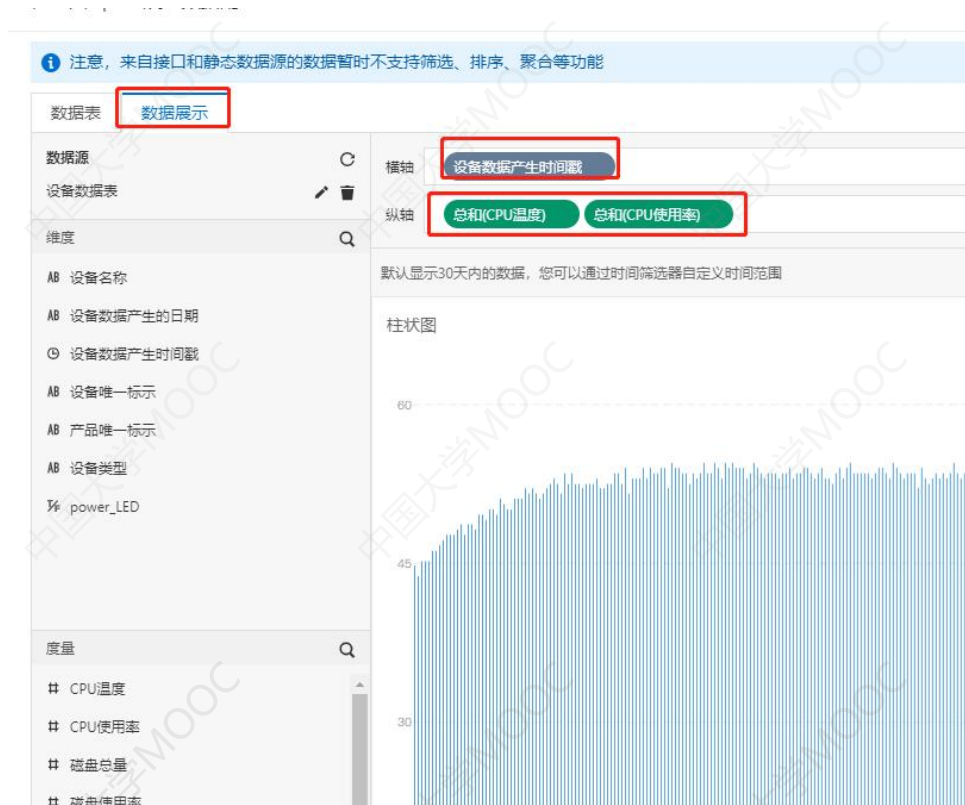 注意，来自接口和静态数据源的数据暂时不支持筛选、排序、聚合等功能
数据表 数据展示
数据源
设备数据表
维度
AB 设备名称
AB 设备数据产生的日期
设备数据产生时间戳
AB 设备唯一标示
AB 产品唯一标示
AB 设备类型
T/F power_LED
度量
# CPU温度
# CPU使用率
# 磁盘总量
# 磁盘使用率
横轴 设备数据产生时间戳
纵轴 总和(CPU温度) 总和(CPU使用率)
默认显示30天内的数据，您可以通过时间筛选器自定义时间范围
柱状图
60
45
30
中国大学MOOC